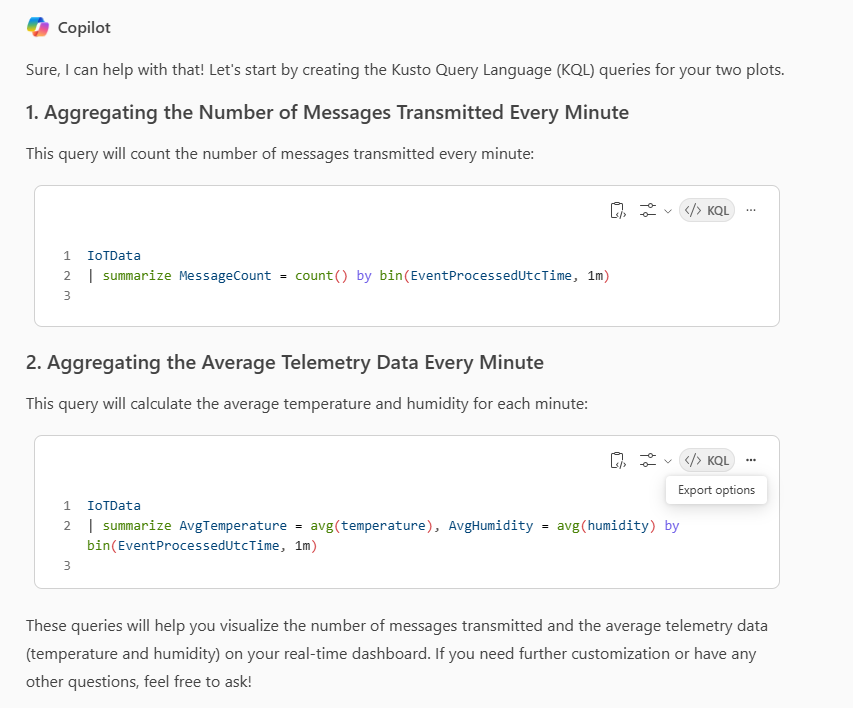 Copilot
Sure, I can help with that! Let's start by creating the Kusto Query Language (KQL) queries for your two plots.
1. Aggregating the Number of Messages Transmitted Every Minute
This query will count the number of messages transmitted every minute:
</> KQL ...
1 IoTData
2 | summarize MessageCount = count() by bin(EventProcessedUtcTime, 1m)
3
2. Aggregating the Average Telemetry Data Every Minute
This query will calculate the average temperature and humidity for each minute:
</> KQL ...
Export options
1 IoTData
2 | summarize AvgTemperature = avg(temperature), AvgHumidity = avg(humidity) by
bin(EventProcessedUtcTime, 1m)
3
These queries will help you visualize the number of messages transmitted and the average telemetry data
(temperature and humidity) on your real-time dashboard. If you need further customization or have any
other questions, feel free to ask!